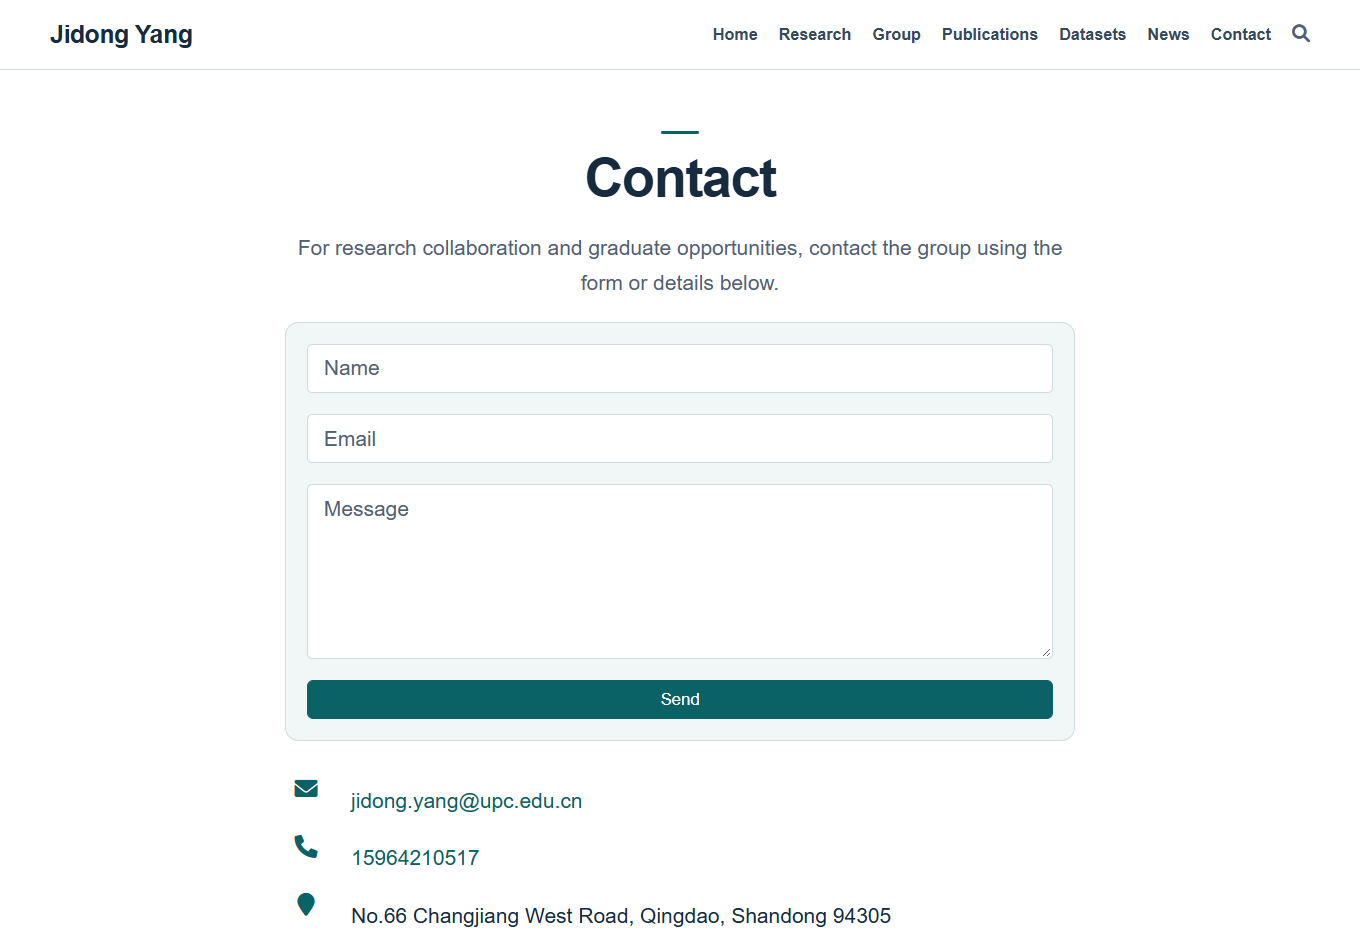 Jidong Yang
Home Research Group Publications Datasets News Contact
Contact
For research collaboration and graduate opportunities, contact the group using the
form or details below.
Name
Email
Message
Send
jidong.yang@upc.edu.cn
15964210517
No.66 Changjiang West Road, Qingdao, Shandong 94305